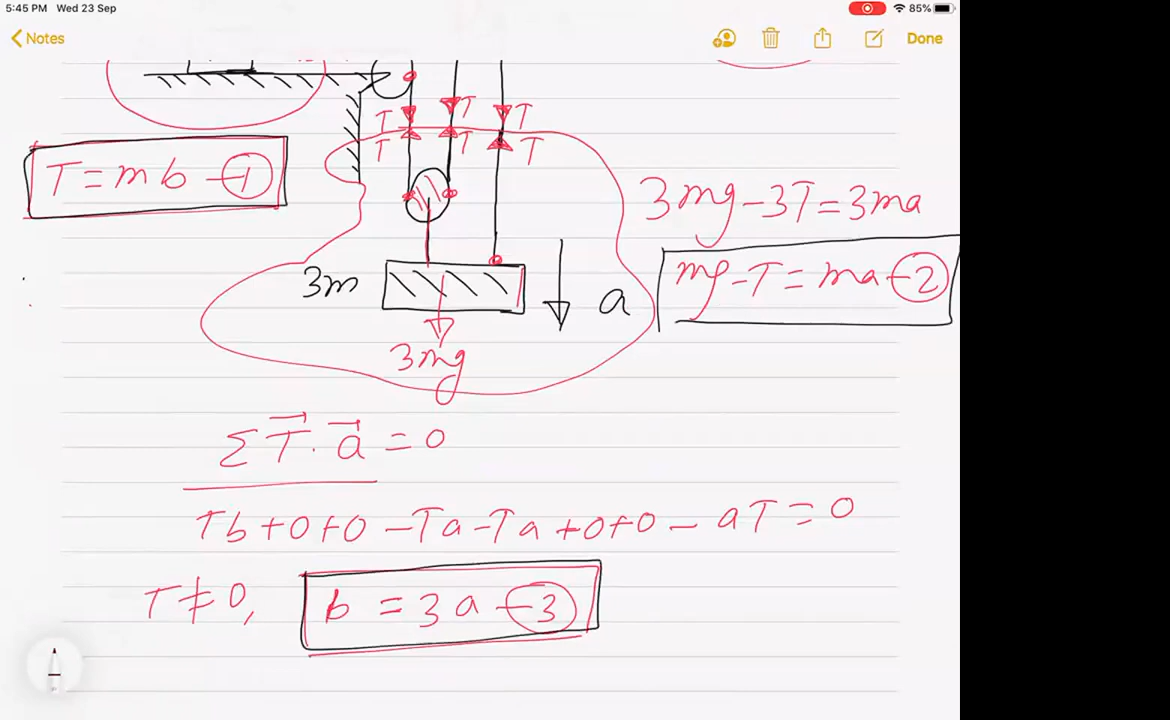 5:45 PM Wed 23 Sep
85%
Notes
Done
T T T
T T T
T = mb - 1
3mg - 3T = 3ma
mg - T = ma - 2
3m
a
3mg
Σ T⃗ . a⃗ = 0
Tb + 0 + 0 - Ta - Ta + 0 + 0 - aT = 0
T ≠ 0, b = 3a - 3